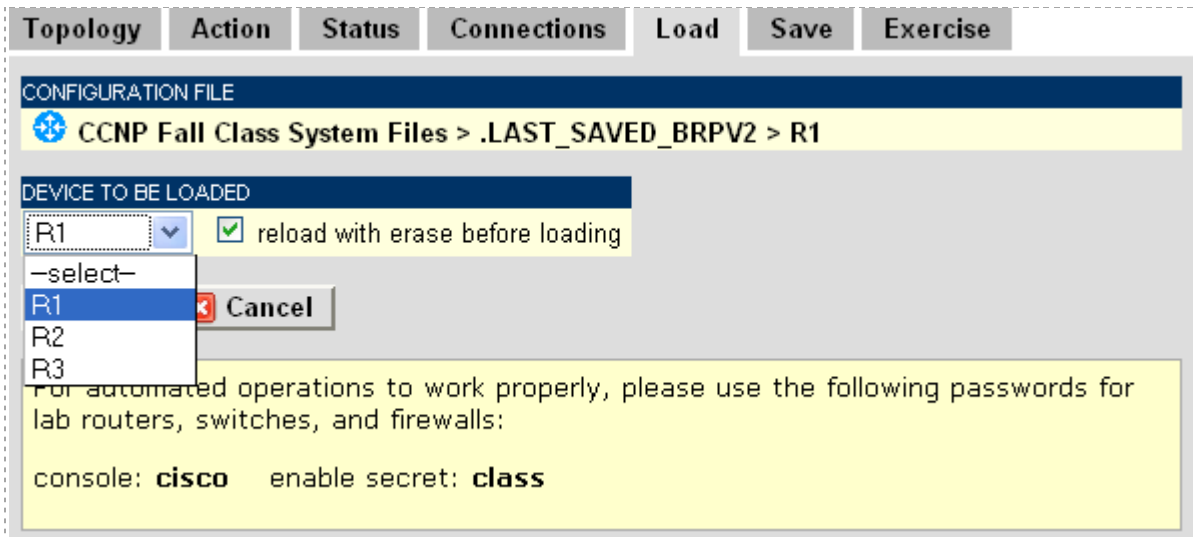 Topology Action Status Connections Load Save Exercise
CONFIGURATION FILE
CCNP Fall Class System Files > .LAST_SAVED_BRPV2 > R1
DEVICE TO BE LOADED
R1 reload with erase before loading
–select–
R1 Cancel
R2
R3
For automated operations to work properly, please use the following passwords for
lab routers, switches, and firewalls:
console: cisco enable secret: class